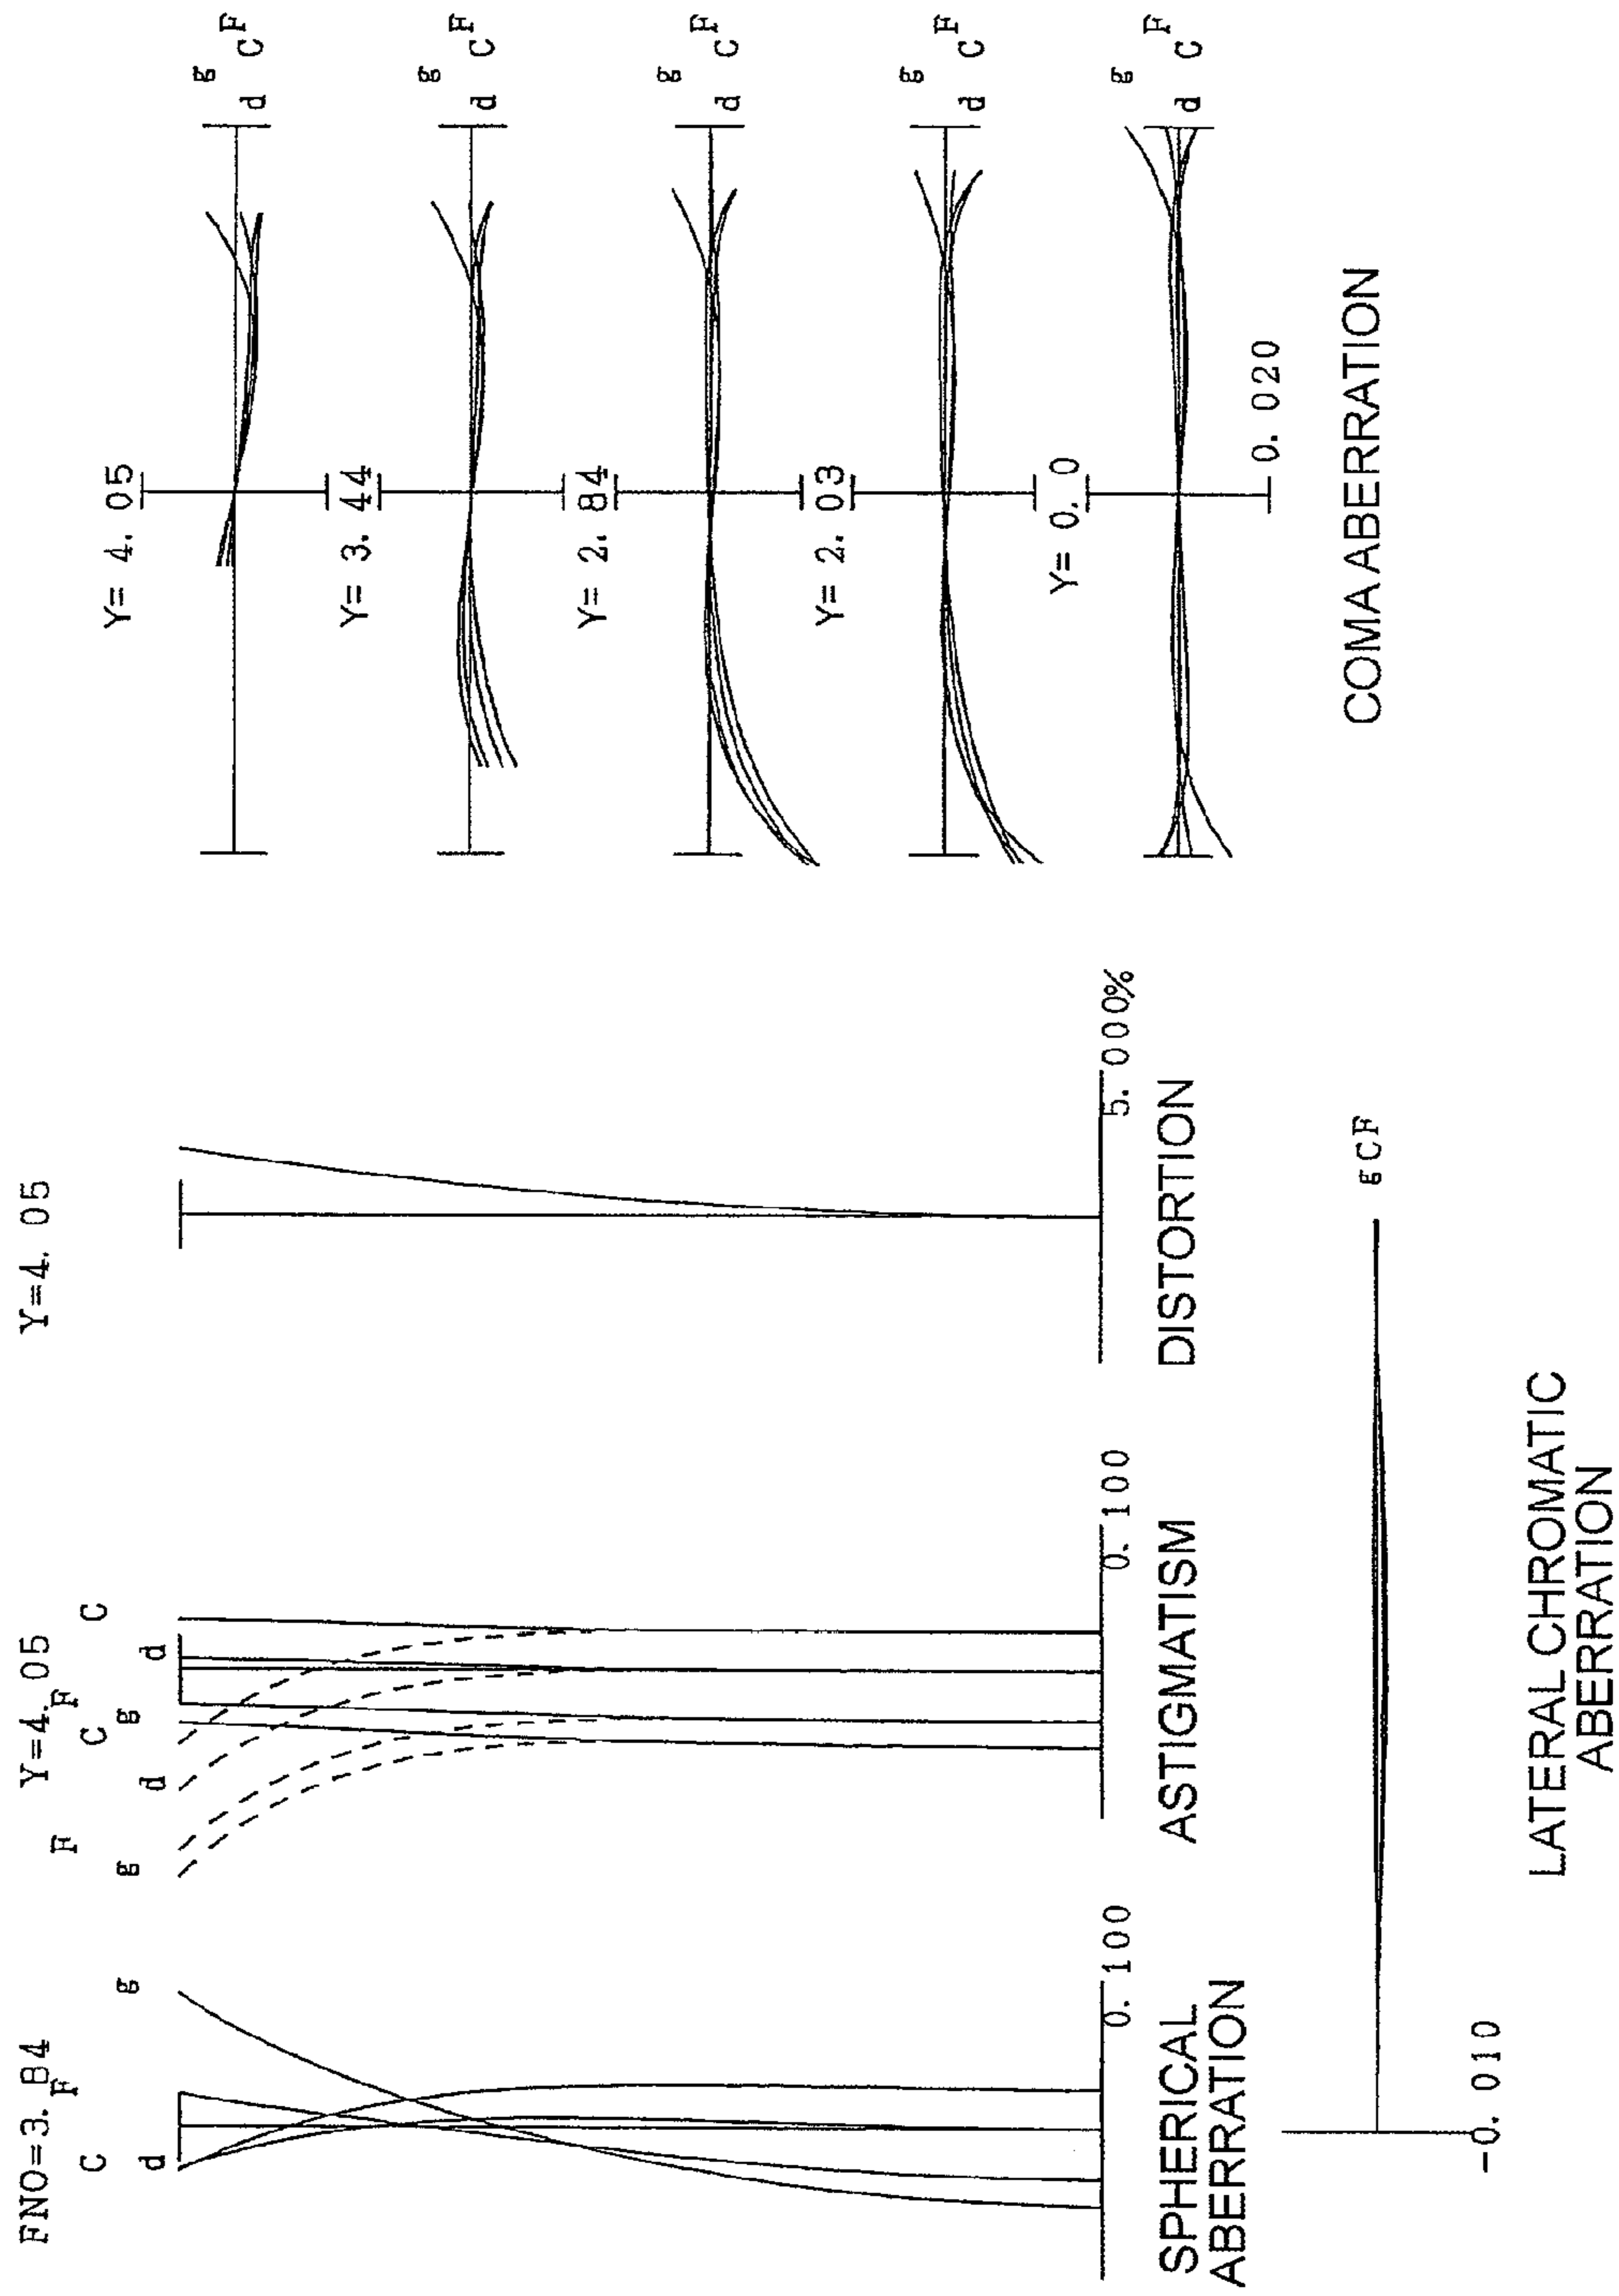 FNO=3.84
C
F
d
g
0.100
SPHERICAL
ABERRATION
Y=4.05
F
C
F
C
g
d
g
d
0.100
ASTIGMATISM
Y=4.05
5.000%
DISTORTION
Y= 4.05
g
F
C
d
Y= 3.44
g
F
C
d
Y= 2.84
g
F
C
d
Y= 2.03
g
F
C
d
Y= 0.0
g
F
C
d
0.020
COMA ABERRATION
gCF
-0.010
LATERAL CHROMATIC
ABERRATION